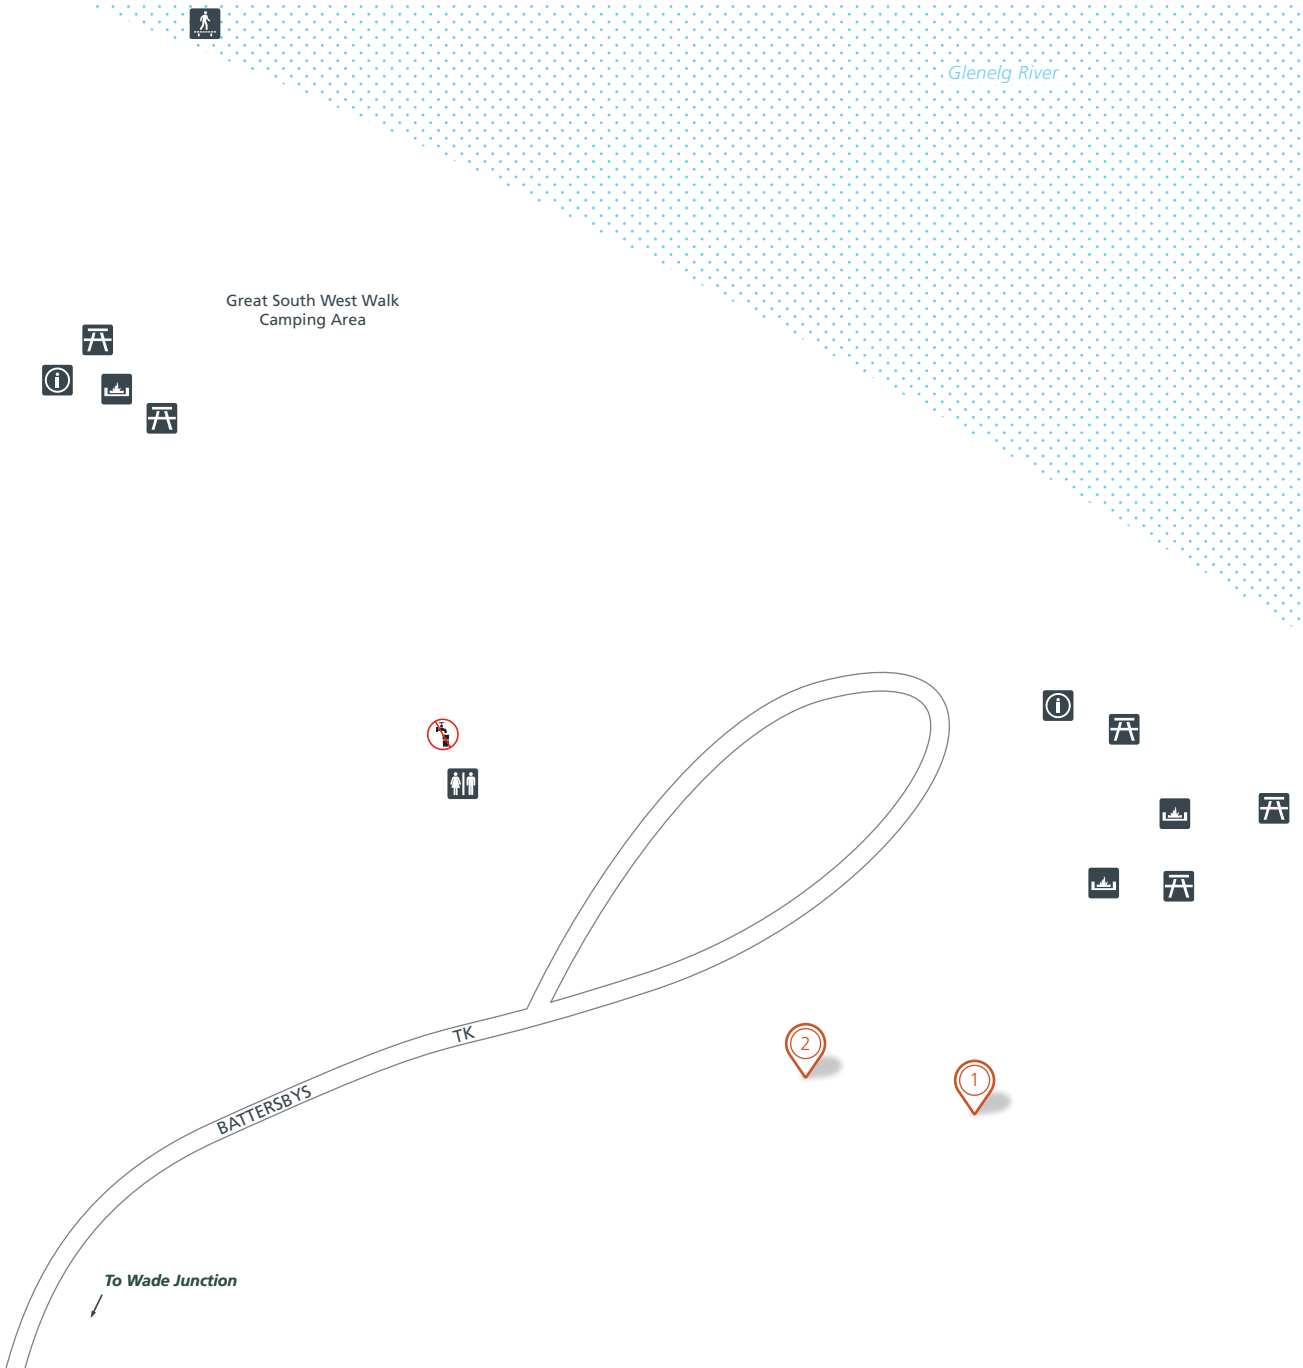 Glenelg River
Great South West Walk
Camping Area
2
1
BATTERSBYS TK
To Wade Junction